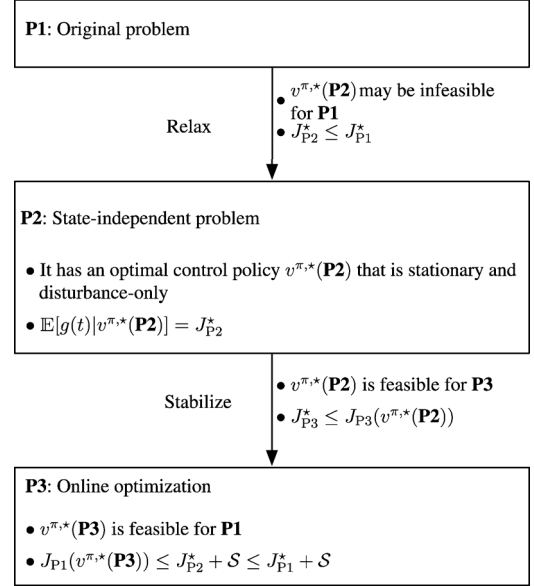 P1: Original problem
Relax
• v^{π,⋆}(P2) may be infeasible
for P1
• J^⋆_{P2} ≤ J^⋆_{P1}
P2: State-independent problem
• It has an optimal control policy v^{π,⋆}(P2) that is stationary and
disturbance-only
• 𝔼[g(t)|v^{π,⋆}(P2)] = J^⋆_{P2}
Stabilize
• v^{π,⋆}(P2) is feasible for P3
• J^⋆_{P3} ≤ J_{P3}(v^{π,⋆}(P2))
P3: Online optimization
• v^{π,⋆}(P3) is feasible for P1
• J_{P1}(v^{π,⋆}(P3)) ≤ J^⋆_{P2} + 𝒮 ≤ J^⋆_{P1} + 𝒮